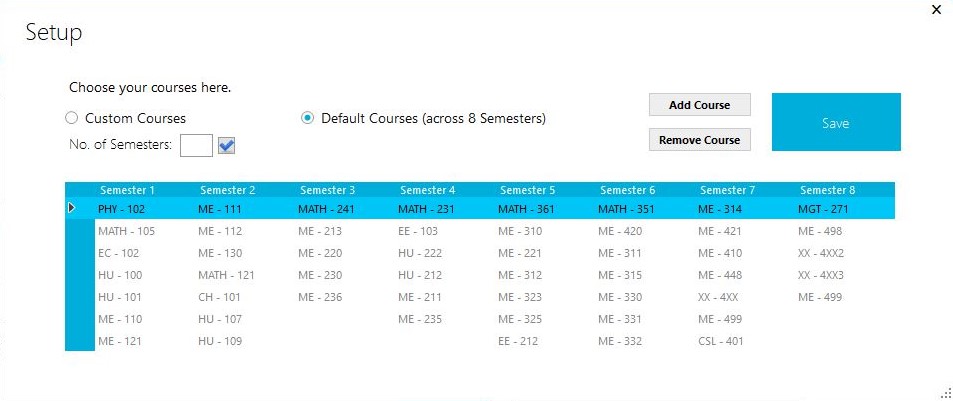 Setup
Choose your courses here.
Custom Courses Default Courses (across 8 Semesters) Add Course Save
No. of Semesters: Remove Course
Semester 1 Semester 2 Semester 3 Semester 4 Semester 5 Semester 6 Semester 7 Semester 8
PHY - 102 ME - 111 MATH - 241 MATH - 231 MATH - 361 MATH - 351 ME - 314 MGT - 271
MATH - 105 ME - 112 ME - 213 EE - 103 ME - 310 ME - 420 ME - 421 ME - 498
EC - 102 ME - 130 ME - 220 HU - 222 ME - 221 ME - 311 ME - 410 XX - 4XX2
HU - 100 MATH - 121 ME - 230 HU - 212 ME - 312 ME - 315 ME - 448 XX - 4XX3
HU - 101 CH - 101 ME - 236 ME - 211 ME - 323 ME - 330 XX - 4XX ME - 499
ME - 110 HU - 107 ME - 235 ME - 325 ME - 331 ME - 499
ME - 121 HU - 109 EE - 212 ME - 332 CSL - 401